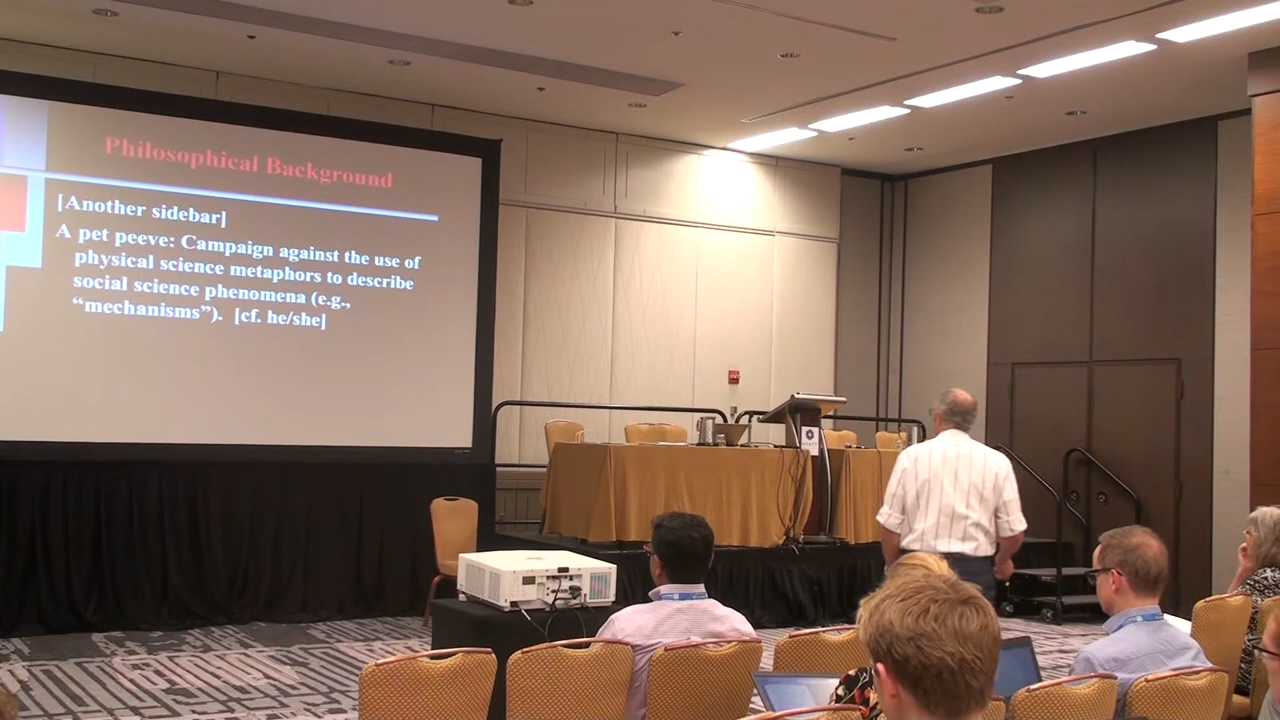 Philosophical Background
[Another sidebar]
A pet peeve: Campaign against the use of
physical science metaphors to describe
social science phenomena (e.g.,
“mechanisms”).  [cf. he/she]